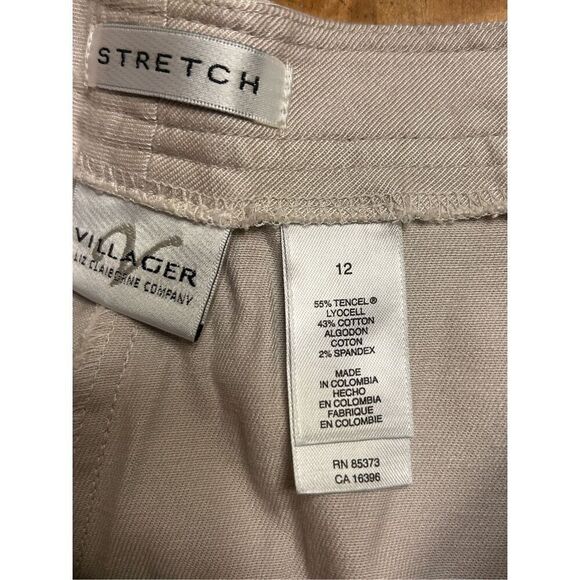 STRETCH
VILLAGER
LIZ CLAIBORNE COMPANY
12
55% TENCEL®
LYOCELL
43% COTTON
ALGODON
COTON
2% SPANDEX
MADE
IN COLOMBIA
HECHO
EN COLOMBIA
FABRIQUE
EN COLOMBIE
RN 85373
CA 16396